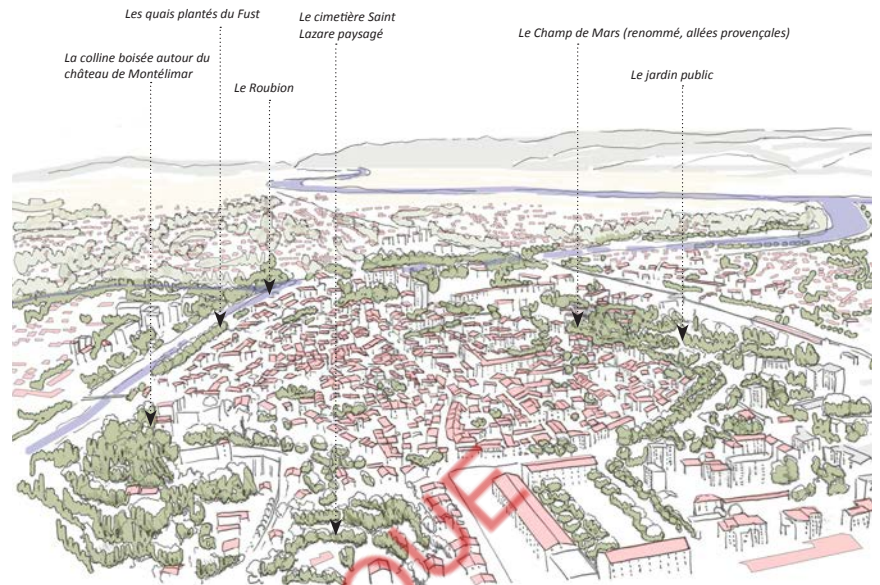 Les quais plantés du Fust
Le cimetière Saint
Lazare paysagé
Le Champ de Mars (renommé, allées provençales)
La colline boisée autour du
château de Montélimar
Le Roubion
Le jardin public
OUE